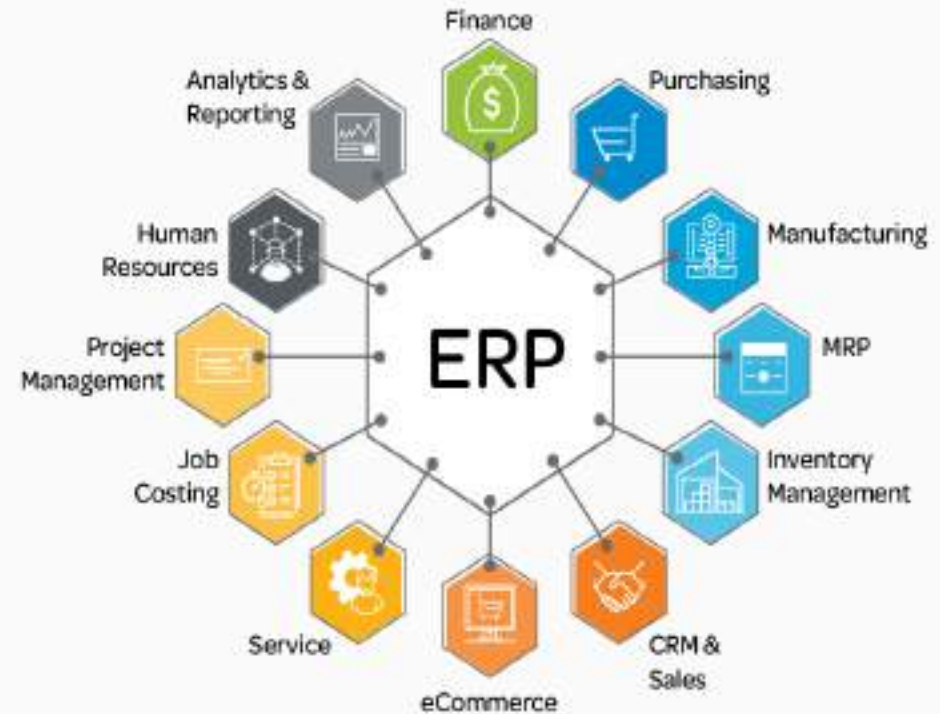 Finance
Purchasing
Manufacturing
MRP
Inventory
Management
CRM &
Sales
eCommerce
Service
Job
Costing
Project
Management
Human
Resources
Analytics &
Reporting
ERP
$